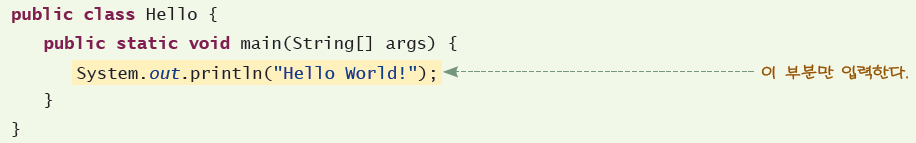 public class Hello {
public static void main(String[] args) {
System.out.println("Hello World!"); 이 부분만 입력한다.
}
}